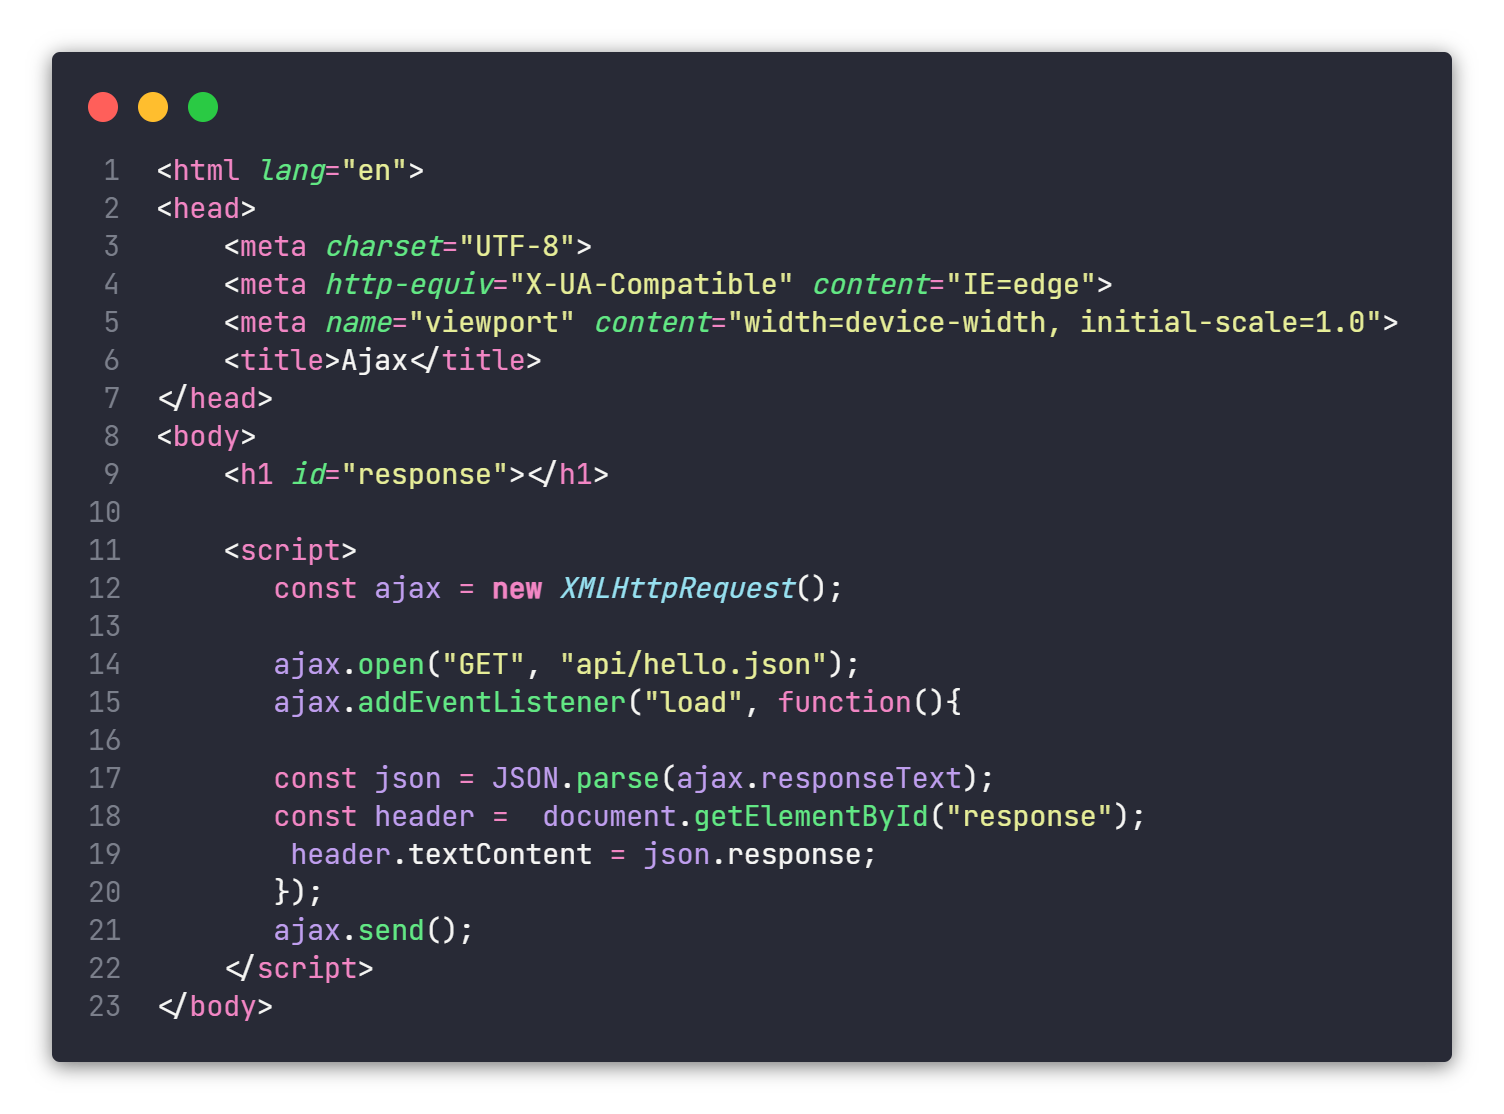 1 <html lang="en">
2 <head>
3     <meta charset="UTF-8">
4     <meta http-equiv="X-UA-Compatible" content="IE=edge">
5     <meta name="viewport" content="width=device-width, initial-scale=1.0">
6     <title>Ajax</title>
7 </head>
8 <body>
9     <h1 id="response"></h1>
10
11     <script>
12        const ajax = new XMLHttpRequest();
13
14        ajax.open("GET", "api/hello.json");
15        ajax.addEventListener("load", function(){
16
17        const json = JSON.parse(ajax.responseText);
18        const header =  document.getElementById("response");
19         header.textContent = json.response;
20        });
21        ajax.send();
22     </script>
23 </body>